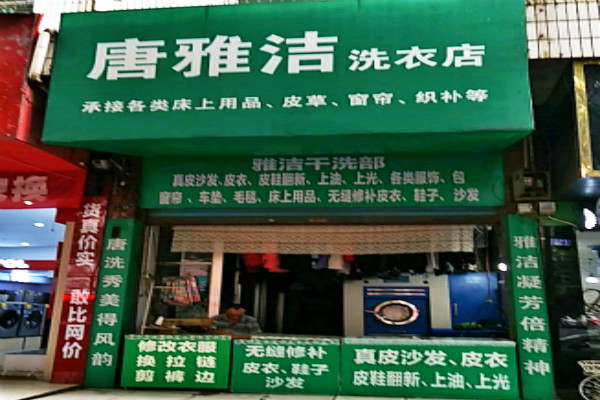 唐雅洁洗衣店
承接各类床上用品、皮草、窗帘、织补等
雅洁干洗部
真皮沙发、皮衣、皮鞋翻新、上油、上光、各类服饰、包
窗帘、车垫、毛毯、床上用品、无缝修补皮衣、鞋子、沙发
唐洗秀美得风韵
雅洁凝芳倍精神
货真价实
敢比网价
换
修改衣服
换拉链
剪裤边
无缝修补
皮衣、鞋子
沙发
真皮沙发、皮衣
皮鞋翻新、上油、上光